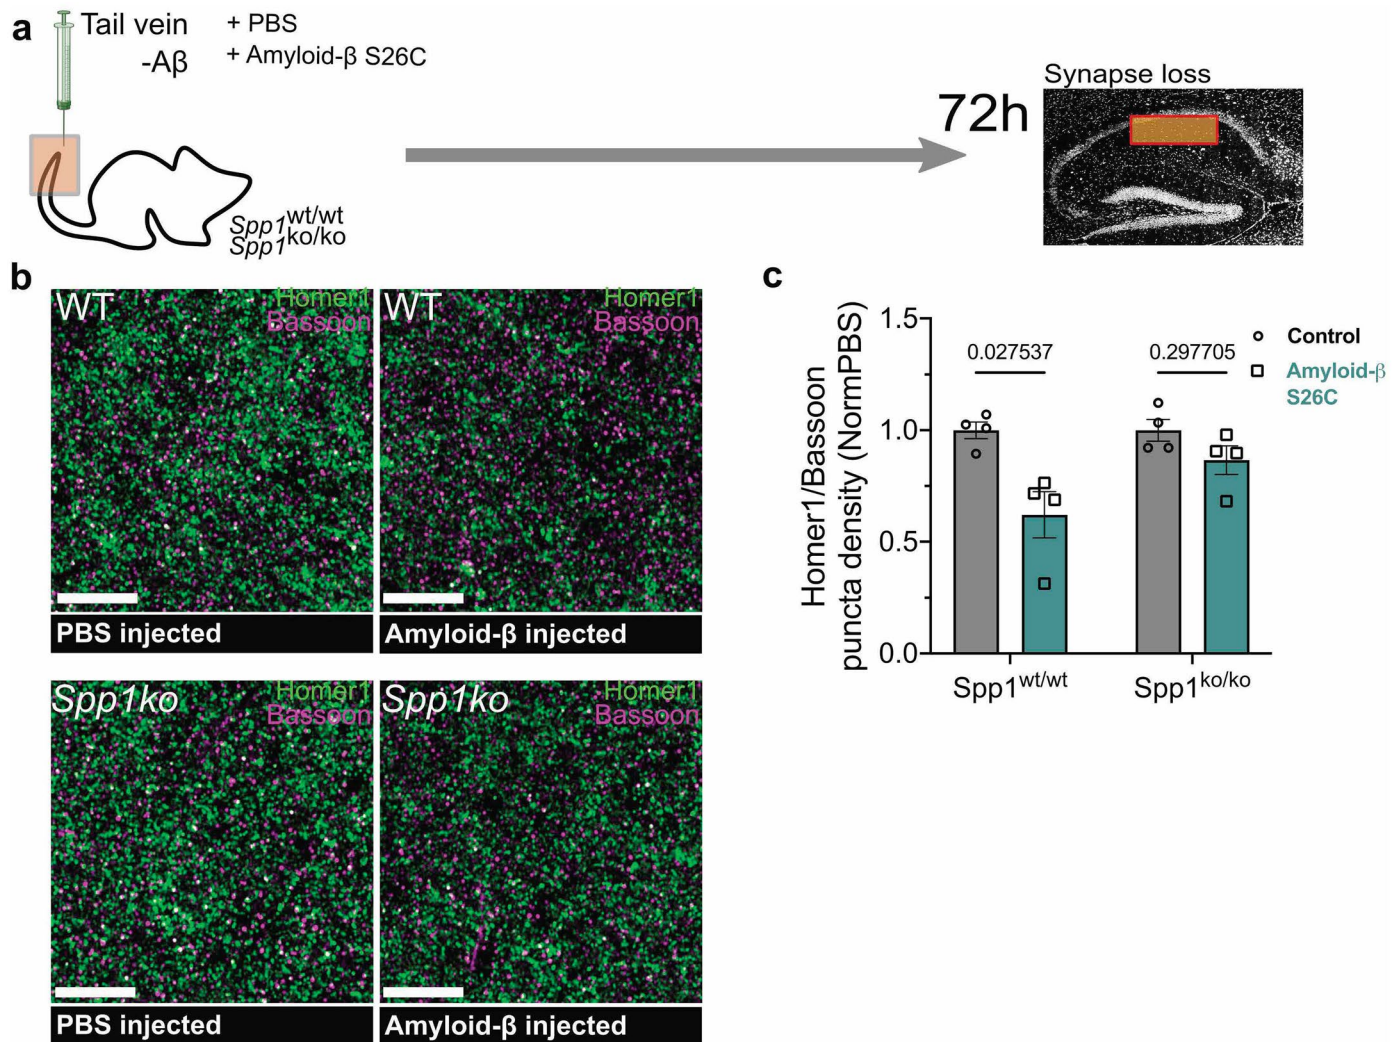 a
Tail vein + PBS
-Aβ + Amyloid-β S26C
Spp1wt/wt
Spp1ko/ko
72h
Synapse loss
b
WT Homer1
Bassoon
PBS injected
WT Homer1
Bassoon
Amyloid-β injected
Spp1ko Homer1
Bassoon
PBS injected
Spp1ko Homer1
Bassoon
Amyloid-β injected
c
Homer1/Bassoon
puncta density (NormPBS)
1.5
1.0
0.5
0.0
0.027537
0.297705
Spp1wt/wt
Spp1ko/ko
Control
Amyloid-β
S26C